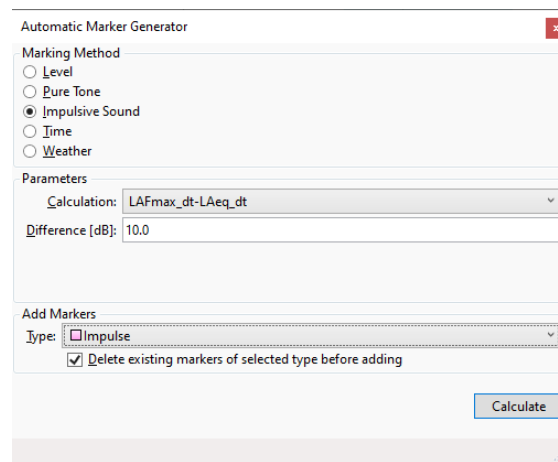 Automatic Marker Generator
Marking Method
Level
Pure Tone
Impulsive Sound
Time
Weather
Parameters
Calculation: LAFmax_dt-LAeq_dt
Difference [dB]: 10.0
Add Markers
Type: Impulse
Delete existing markers of selected type before adding
Calculate